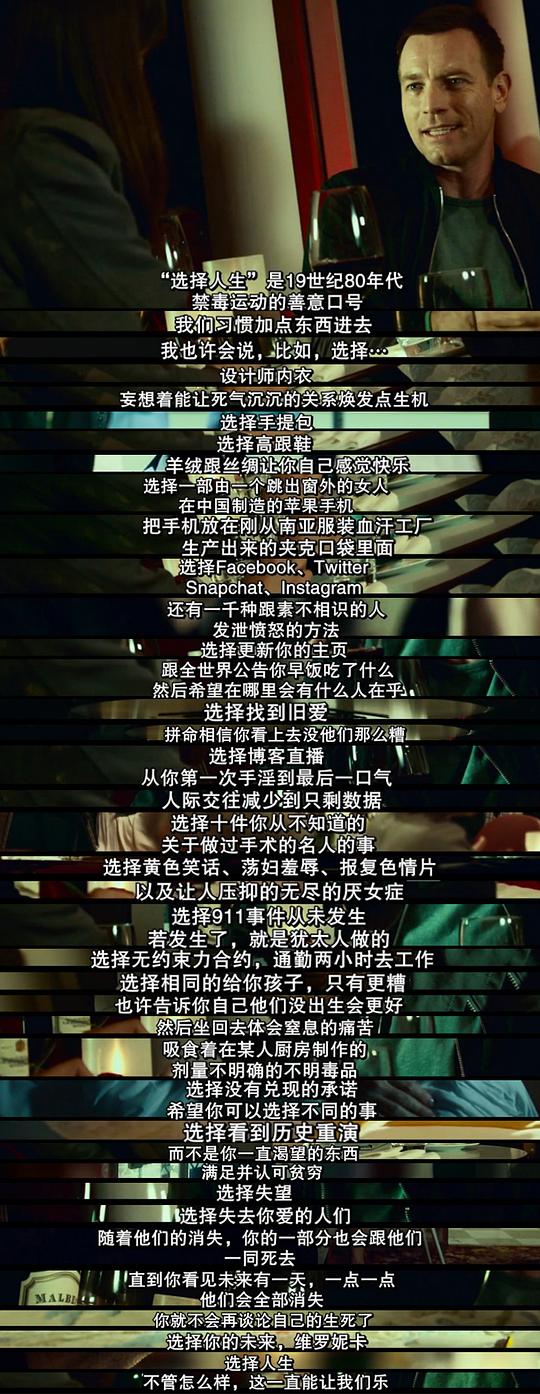 “选择人生”是19世纪80年代
禁毒运动的善意口号
我们习惯加点东西进去
我也许会说，比如，选择…
设计师内衣
妄想着能让死气沉沉的关系焕发点生机
选择手提包
选择高跟鞋
羊绒跟丝绸让你自己感觉快乐
选择一部由一个跳出窗外的女人
在中国制造的苹果手机
把手机放在刚从南亚服装血汗工厂
生产出来的夹克口袋里面
选择Facebook、Twitter
Snapchat、Instagram
还有一千种跟素不相识的人
发泄愤怒的方法
选择更新你的主页
跟全世界公告你早饭吃了什么
然后希望在哪里会有什么人在乎
选择找到旧爱
拼命相信你看上去没他们那么糟
选择博客直播
从你第一次手淫到最后一口气
人际交往减少到只剩数据
选择十件你从不知道的
关于做过手术的名人的事
选择黄色笑话、荡妇羞辱、报复色情片
以及让人压抑的无尽的厌女症
选择911事件从未发生
若发生了，就是犹太人做的
选择无约束力合约，通勤两小时去工作
选择相同的给你孩子，只有更糟
也许告诉你自己他们没出生会更好
然后坐回去体会窒息的痛苦
吸食着在某人厨房制作的
剂量不明确的不明毒品
选择没有兑现的承诺
希望你可以选择不同的事
选择看到历史重演
而不是你一直渴望的东西
满足并认可贫穷
选择失望
选择失去你爱的人们
随着他们的消失，你的一部分也会跟他们
一同死去
直到你看见未来有一天，一点一点
他们会全部消失
MALB
你就不会再谈论自己的生死了
选择你的未来，维罗妮卡
选择人生
不管怎么样，这一直能让我们乐